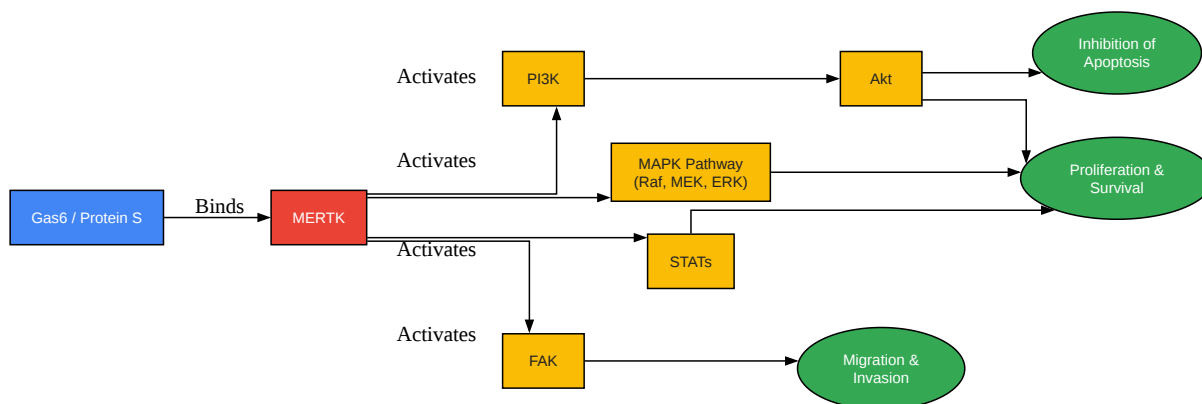 Inhibition of
Apoptosis
Activates
PI3K
Akt
Activates
MAPK Pathway
(Raf, MEK, ERK)
Proliferation &
Survival
Gas6 / Protein S
Binds
MERTK
Activates
STATs
Activates
FAK
Migration &
Invasion